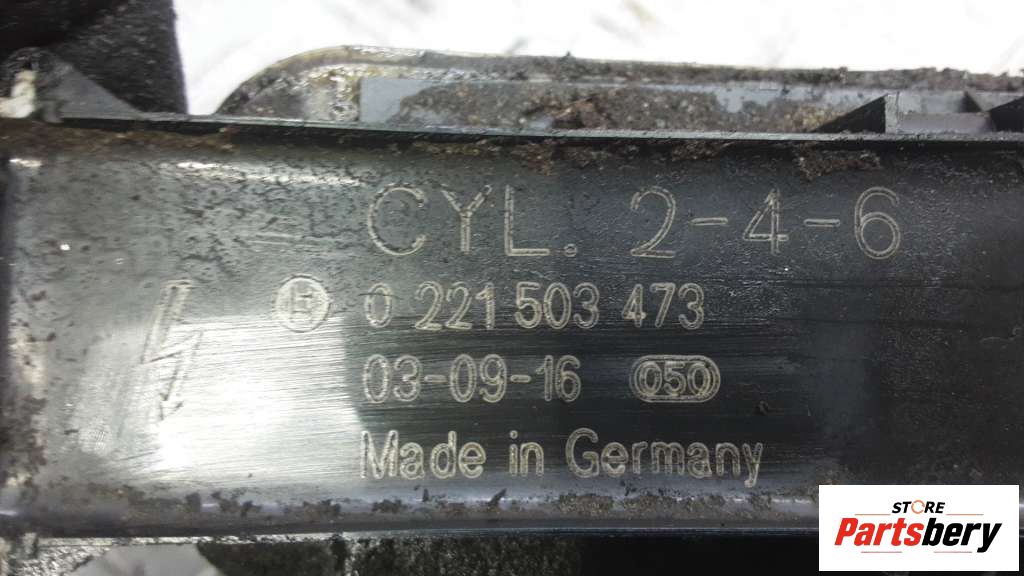 CYL. 2-4-6
H 0 221 503 473
03-09-16 050
Made in Germany
STORE
Partsbery